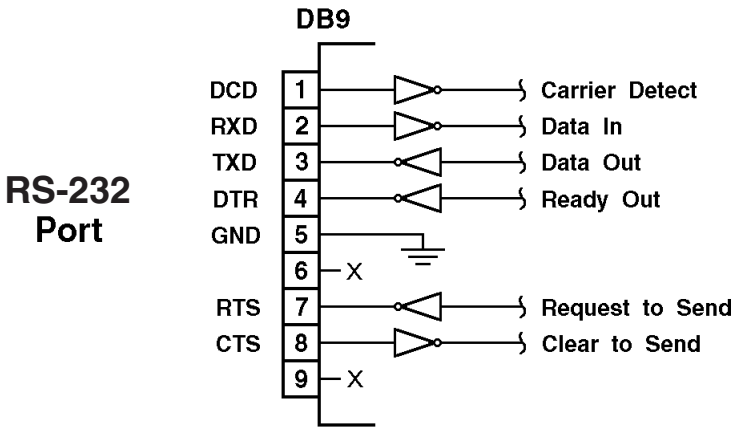 DB9
DCD 1 Carrier Detect
RXD 2 Data In
TXD 3 Data Out
RS-232
Port
DTR 4 Ready Out
GND 5
6 X
RTS 7 Request to Send
CTS 8 Clear to Send
9 X